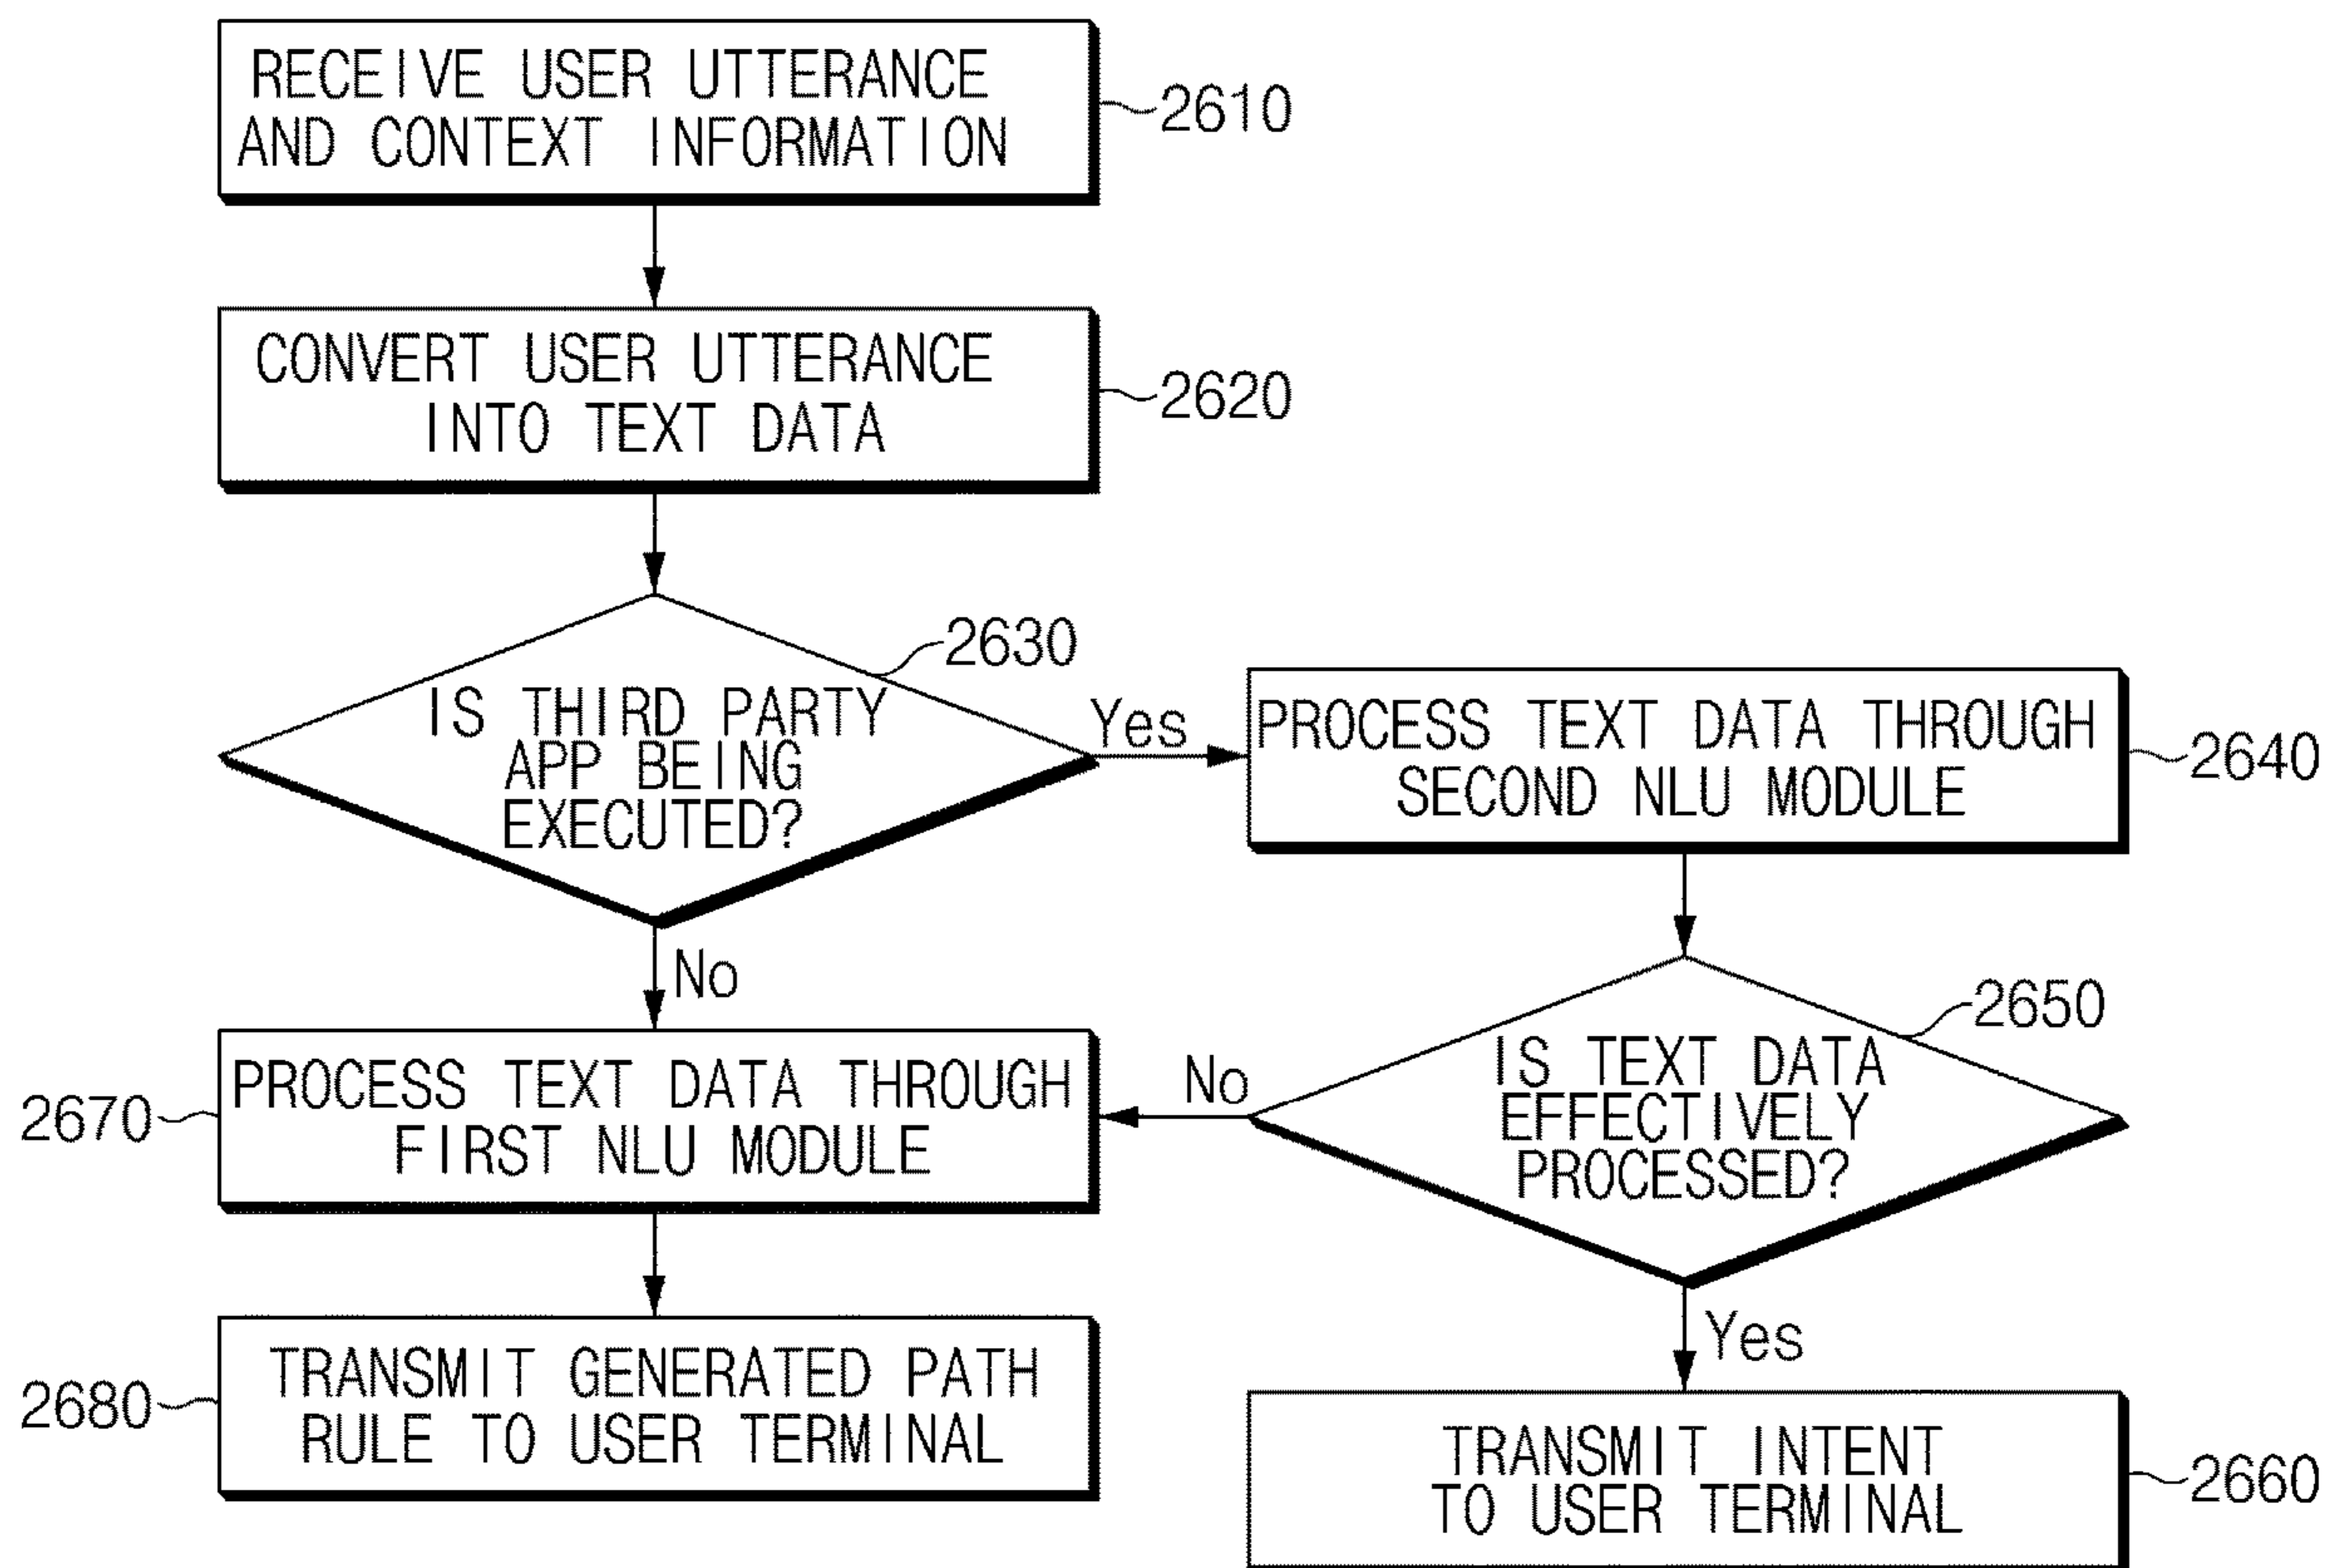 RECEIVE USER UTTERANCE
AND CONTEXT INFORMATION
2610
CONVERT USER UTTERANCE
INTO TEXT DATA
2620
2630
IS THIRD PARTY
APP BEING
EXECUTED?
Yes
No
PROCESS TEXT DATA THROUGH
SECOND NLU MODULE
2640
2650
IS TEXT DATA
EFFECTIVELY
PROCESSED?
No
Yes
2670
PROCESS TEXT DATA THROUGH
FIRST NLU MODULE
2680
TRANSMIT GENERATED PATH
RULE TO USER TERMINAL
TRANSMIT INTENT
TO USER TERMINAL
2660